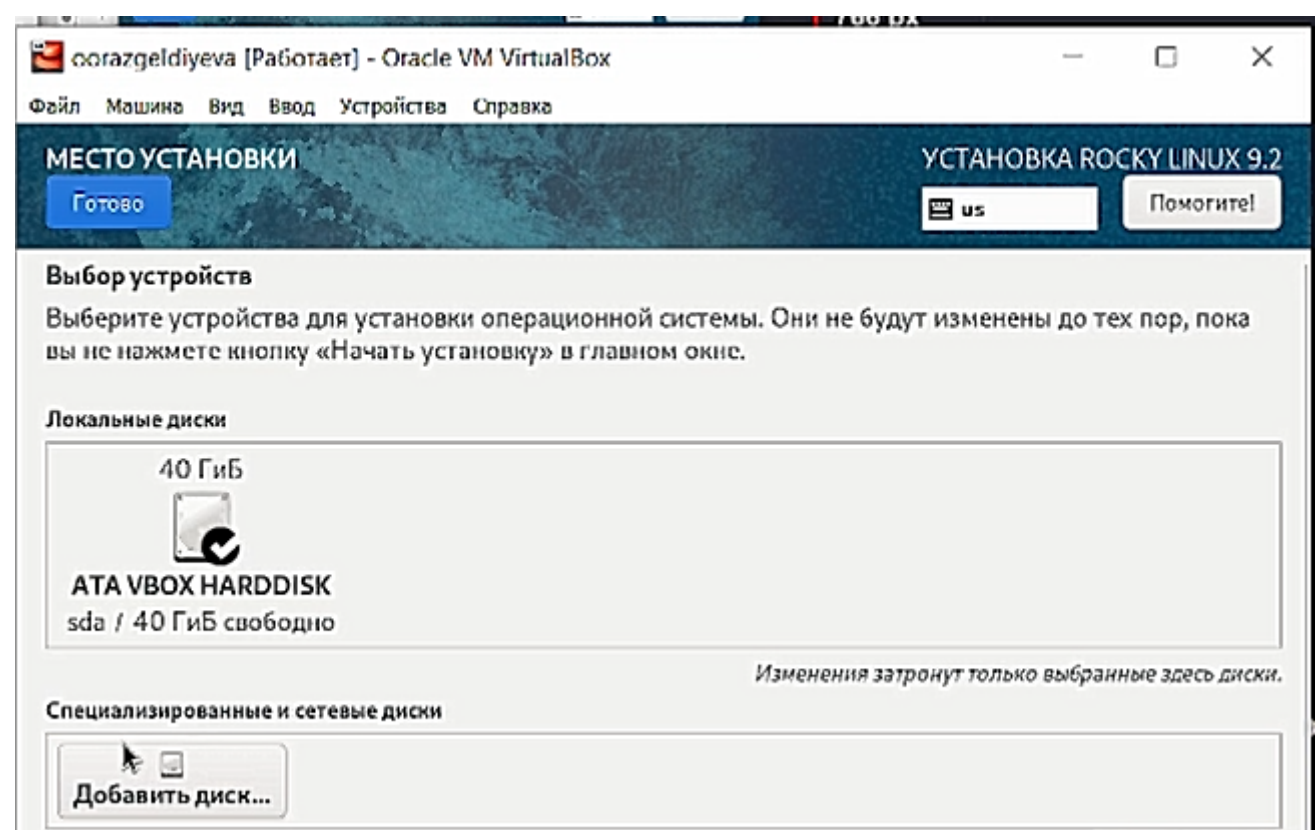 oorazgeldiyeva [Работает] - Oracle VM VirtualBox
Файл Машина Вид Ввод Устройства Справка
МЕСТО УСТАНОВКИ
УСТАНОВКА ROCKY LINUX 9.2
Готово
us
Помогите!
Выбор устройств
Выберите устройства для установки операционной системы. Они не будут изменены до тех пор, пока
вы не нажмете кнопку «Начать установку» в главном окне.
Локальные диски
40 ГиБ
ATA VBOX HARDDISK
sda / 40 ГиБ свободно
Изменения затронут только выбранные здесь диски.
Специализированные и сетевые диски
Добавить диск...